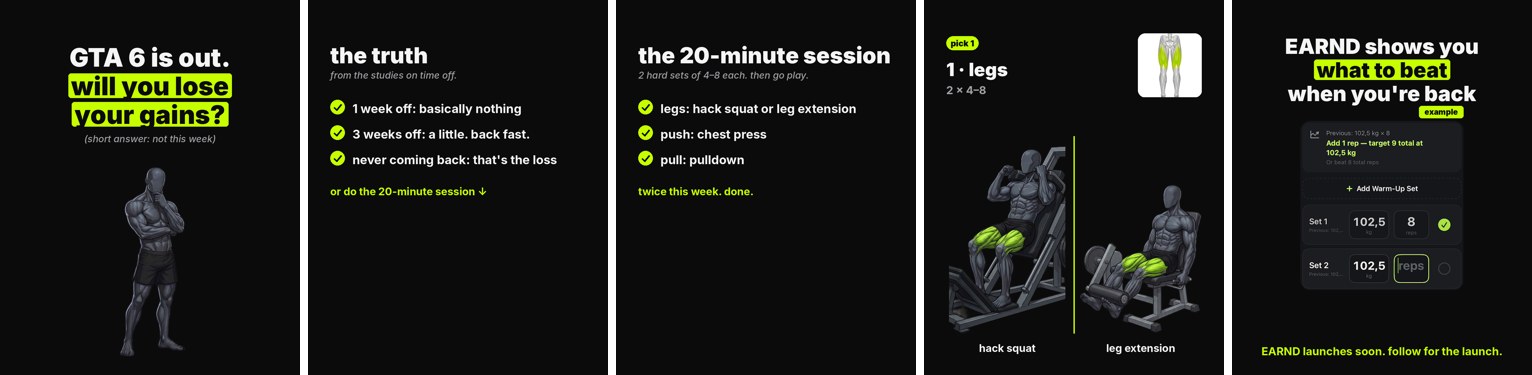 GTA 6 is out.
will you lose
your gains?
(short answer: not this week)
the truth
from the studies on time off.
1 week off: basically nothing
3 weeks off: a little. back fast.
never coming back: that's the loss
or do the 20-minute session ↓
the 20-minute session
2 hard sets of 4–8 each. then go play.
legs: hack squat or leg extension
push: chest press
pull: pulldown
twice this week. done.
pick 1
1 · legs
2 × 4–8
hack squat
leg extension
EARND shows you
what to beat
when you're back
example
Previous: 102,5 kg × 8
Add 1 rep — target 9 total at
102,5 kg
Or beat 8 total reps
+ Add Warm-Up Set
Set 1
102,5
kg
8
reps
Set 2
102,5
kg
reps
EARND launches soon. follow for the launch.